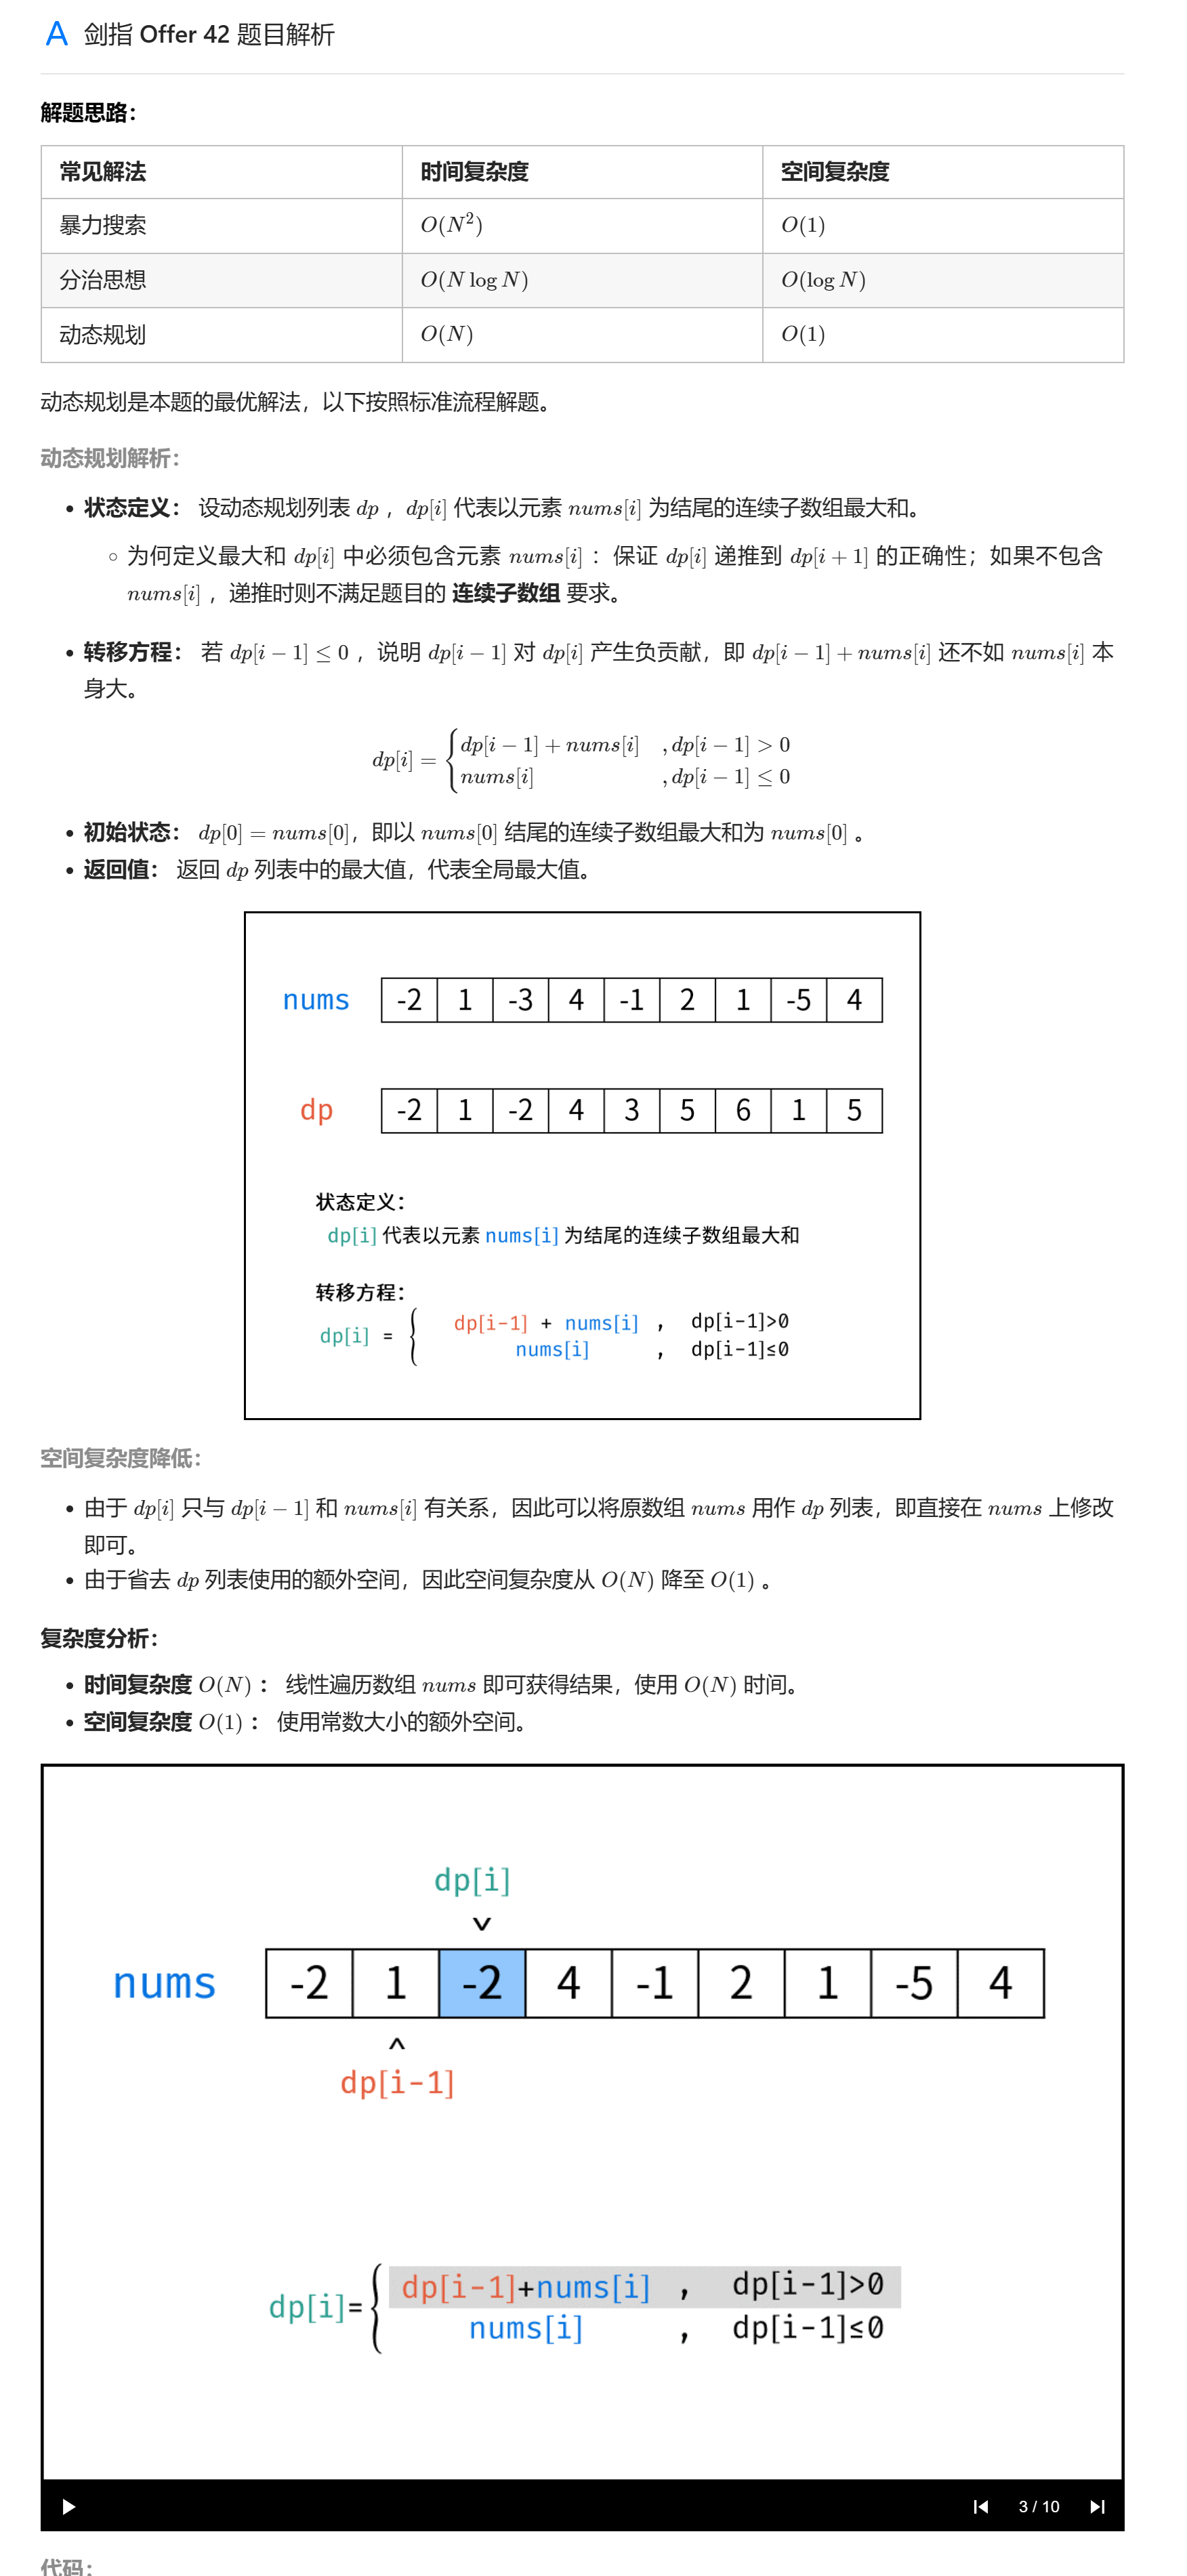 A 剑指 Offer 42 题目解析
解题思路：
常见解法 时间复杂度 空间复杂度
暴力搜索 O(N²) O(1)
分治思想 O(N log N) O(log N)
动态规划 O(N) O(1)
动态规划是本题的最优解法，以下按照标准流程解题。
动态规划解析：
• 状态定义： 设动态规划列表 dp ，dp[i] 代表以元素 nums[i] 为结尾的连续子数组最大和。
◦ 为何定义最大和 dp[i] 中必须包含元素 nums[i] ：保证 dp[i] 递推到 dp[i + 1] 的正确性；如果不包含
nums[i] ，递推时则不满足题目的 连续子数组 要求。
• 转移方程： 若 dp[i − 1] ≤ 0 ，说明 dp[i − 1] 对 dp[i] 产生负贡献，即 dp[i − 1] + nums[i] 还不如 nums[i] 本
身大。
dp[i] = {
dp[i − 1] + nums[i] , dp[i − 1] > 0
nums[i] , dp[i − 1] ≤ 0
• 初始状态： dp[0] = nums[0]，即以 nums[0] 结尾的连续子数组最大和为 nums[0] 。
• 返回值： 返回 dp 列表中的最大值，代表全局最大值。
nums -2 1 -3 4 -1 2 1 -5 4
dp -2 1 -2 4 3 5 6 1 5
状态定义：
dp[i] 代表以元素 nums[i] 为结尾的连续子数组最大和
转移方程：
dp[i] = {
dp[i-1] + nums[i] , dp[i-1]>0
nums[i] , dp[i-1]≤0
空间复杂度降低：
• 由于 dp[i] 只与 dp[i − 1] 和 nums[i] 有关系，因此可以将原数组 nums 用作 dp 列表，即直接在 nums 上修改
即可。
• 由于省去 dp 列表使用的额外空间，因此空间复杂度从 O(N) 降至 O(1) 。
复杂度分析：
• 时间复杂度 O(N) ： 线性遍历数组 nums 即可获得结果，使用 O(N) 时间。
• 空间复杂度 O(1) ： 使用常数大小的额外空间。
dp[i]
nums -2 1 -2 4 -1 2 1 -5 4
dp[i-1]
dp[i]= {
dp[i-1]+nums[i] , dp[i-1]>0
nums[i] , dp[i-1]≤0
3 / 10
代码：